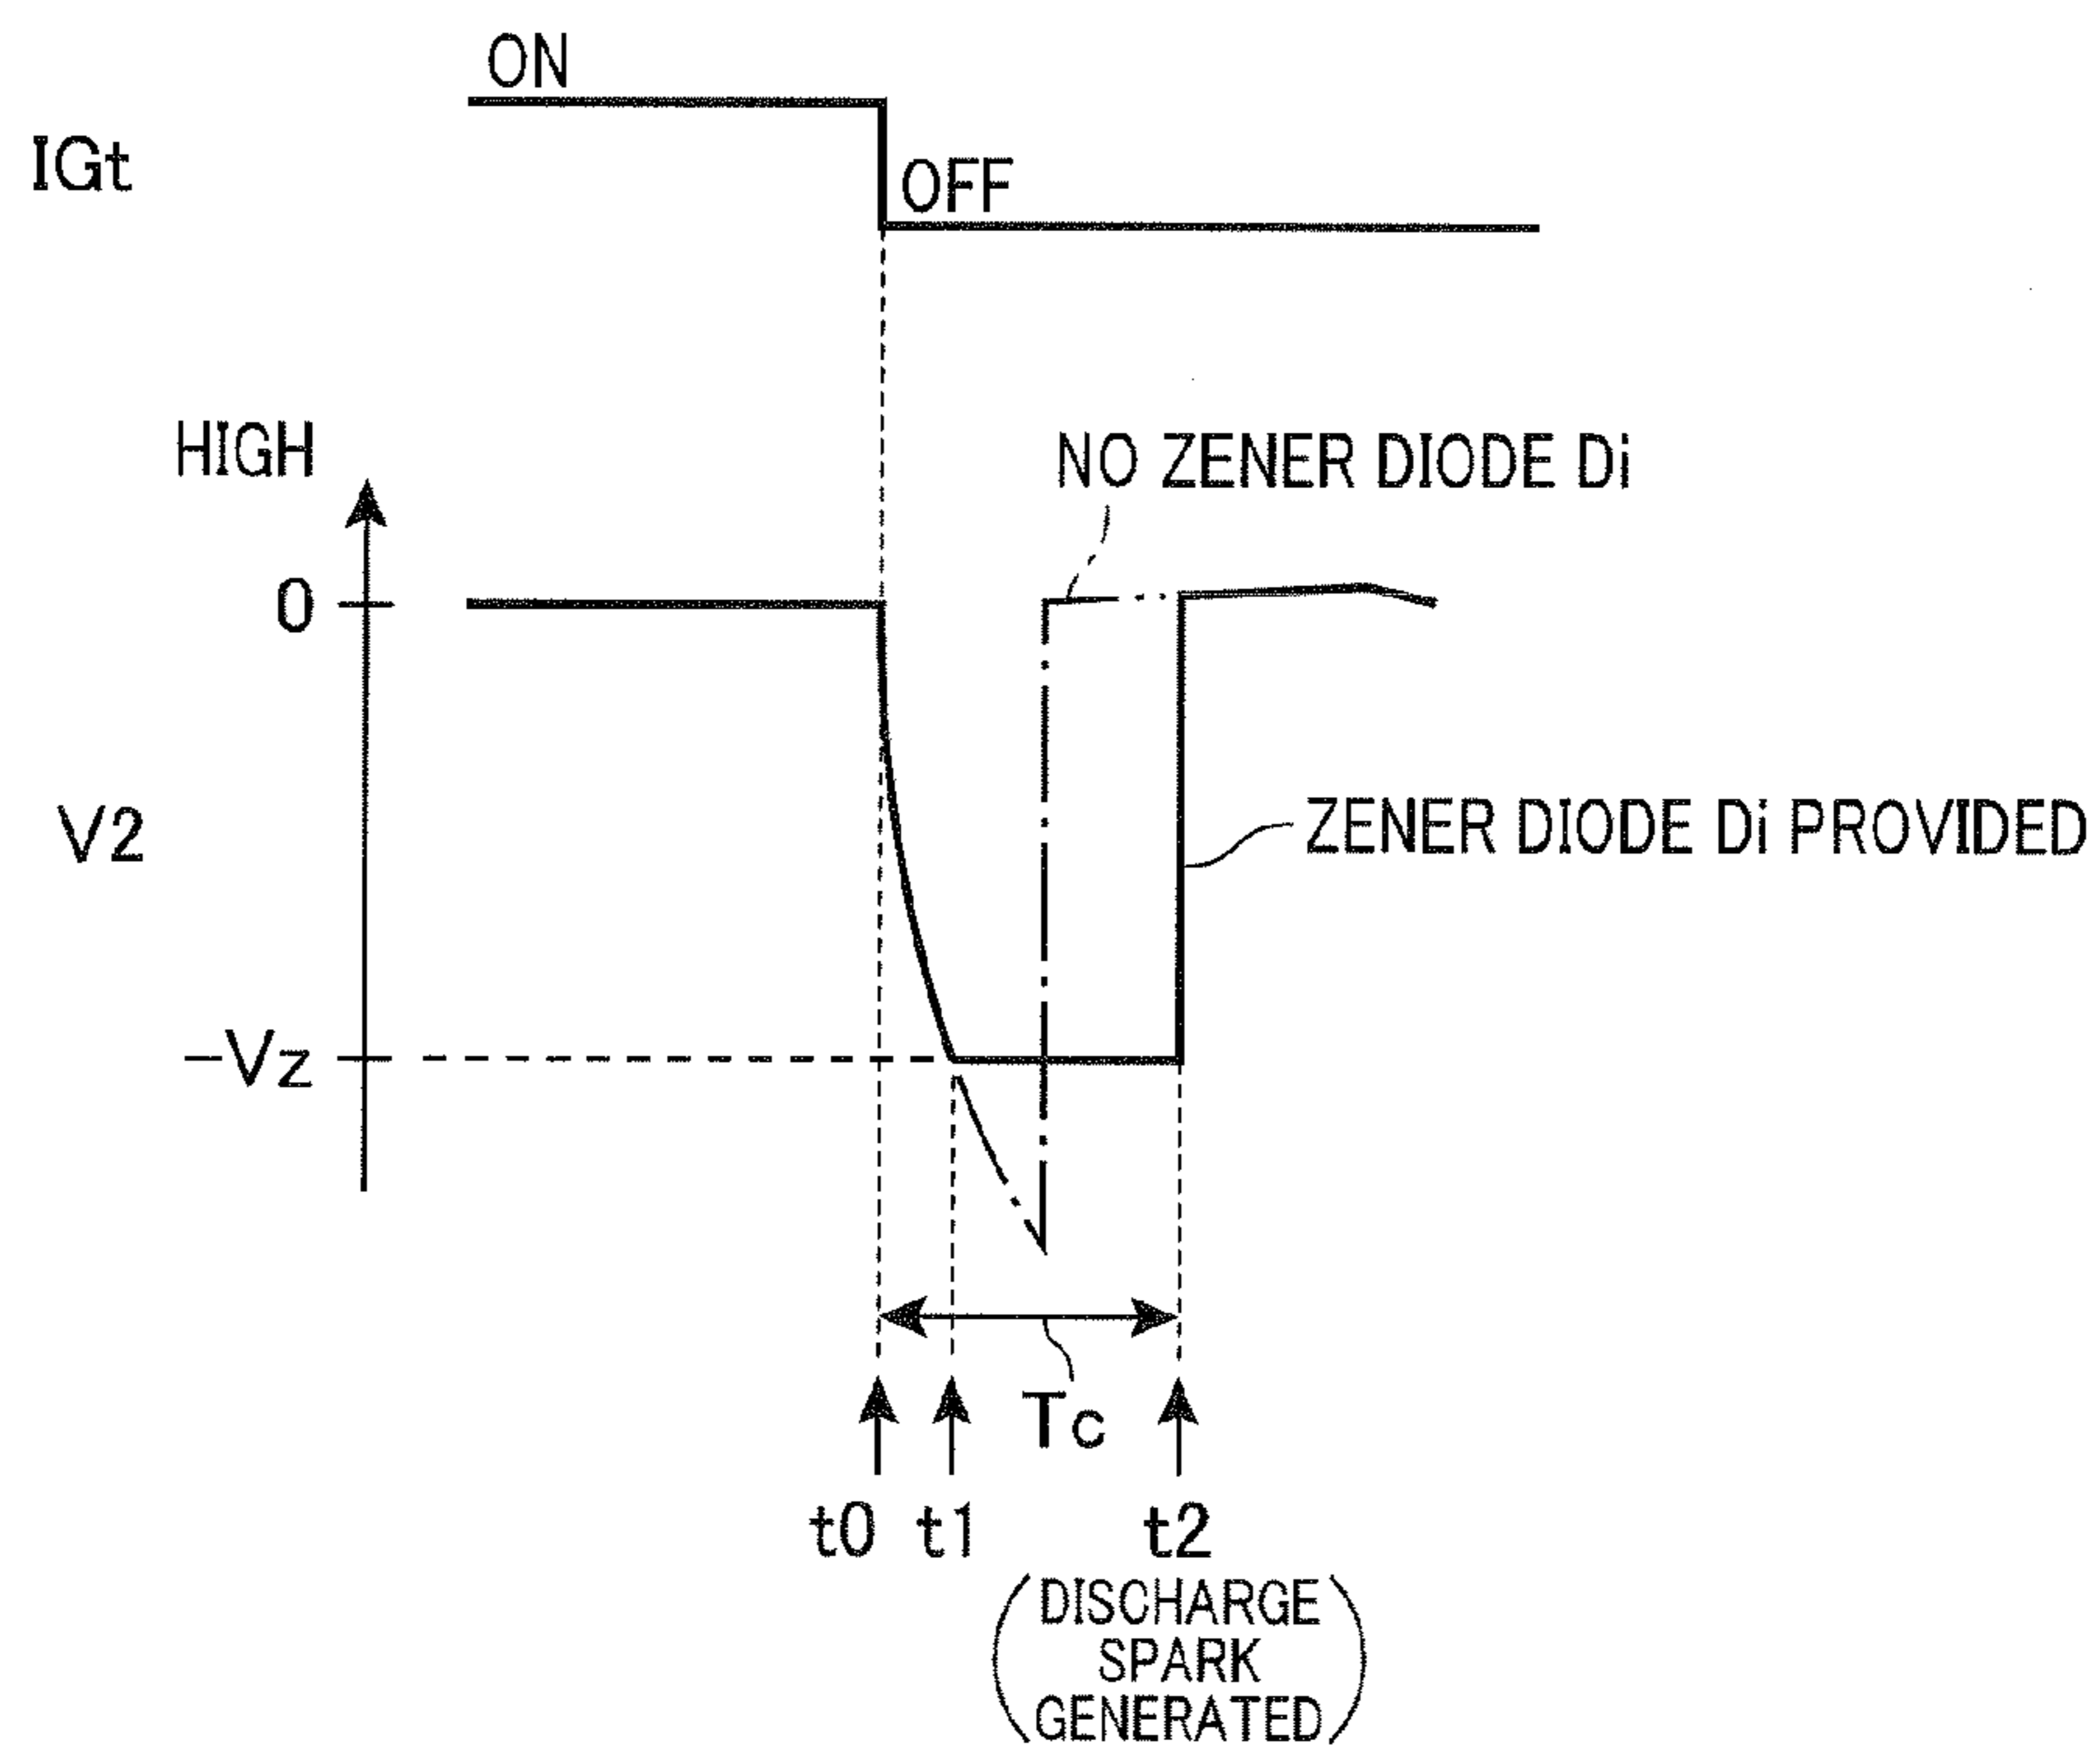 ON
IGt
OFF
HIGH
NO ZENER DIODE Di
0
V2
ZENER DIODE Di PROVIDED
-Vz
Tc
t0 t1 t2
(DISCHARGE
SPARK
GENERATED)